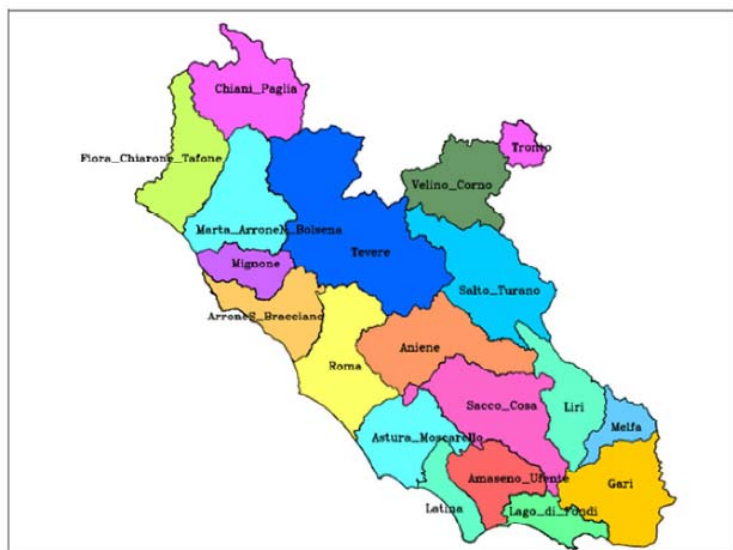 Chiani_Paglia
Tronto
Fiora_Chiarone_Tafone
Velino_Corno
Marta_ArroneN_Bolsena
Tevere
Mignone
Salto_Turano
ArroneS_Bracciano
Aniene
Roma
Sacco_Cosa
Liri
Melfa
Astura_Moscarello
Amaseno_Ufente
Gari
Latina
Lago_di_Fondi